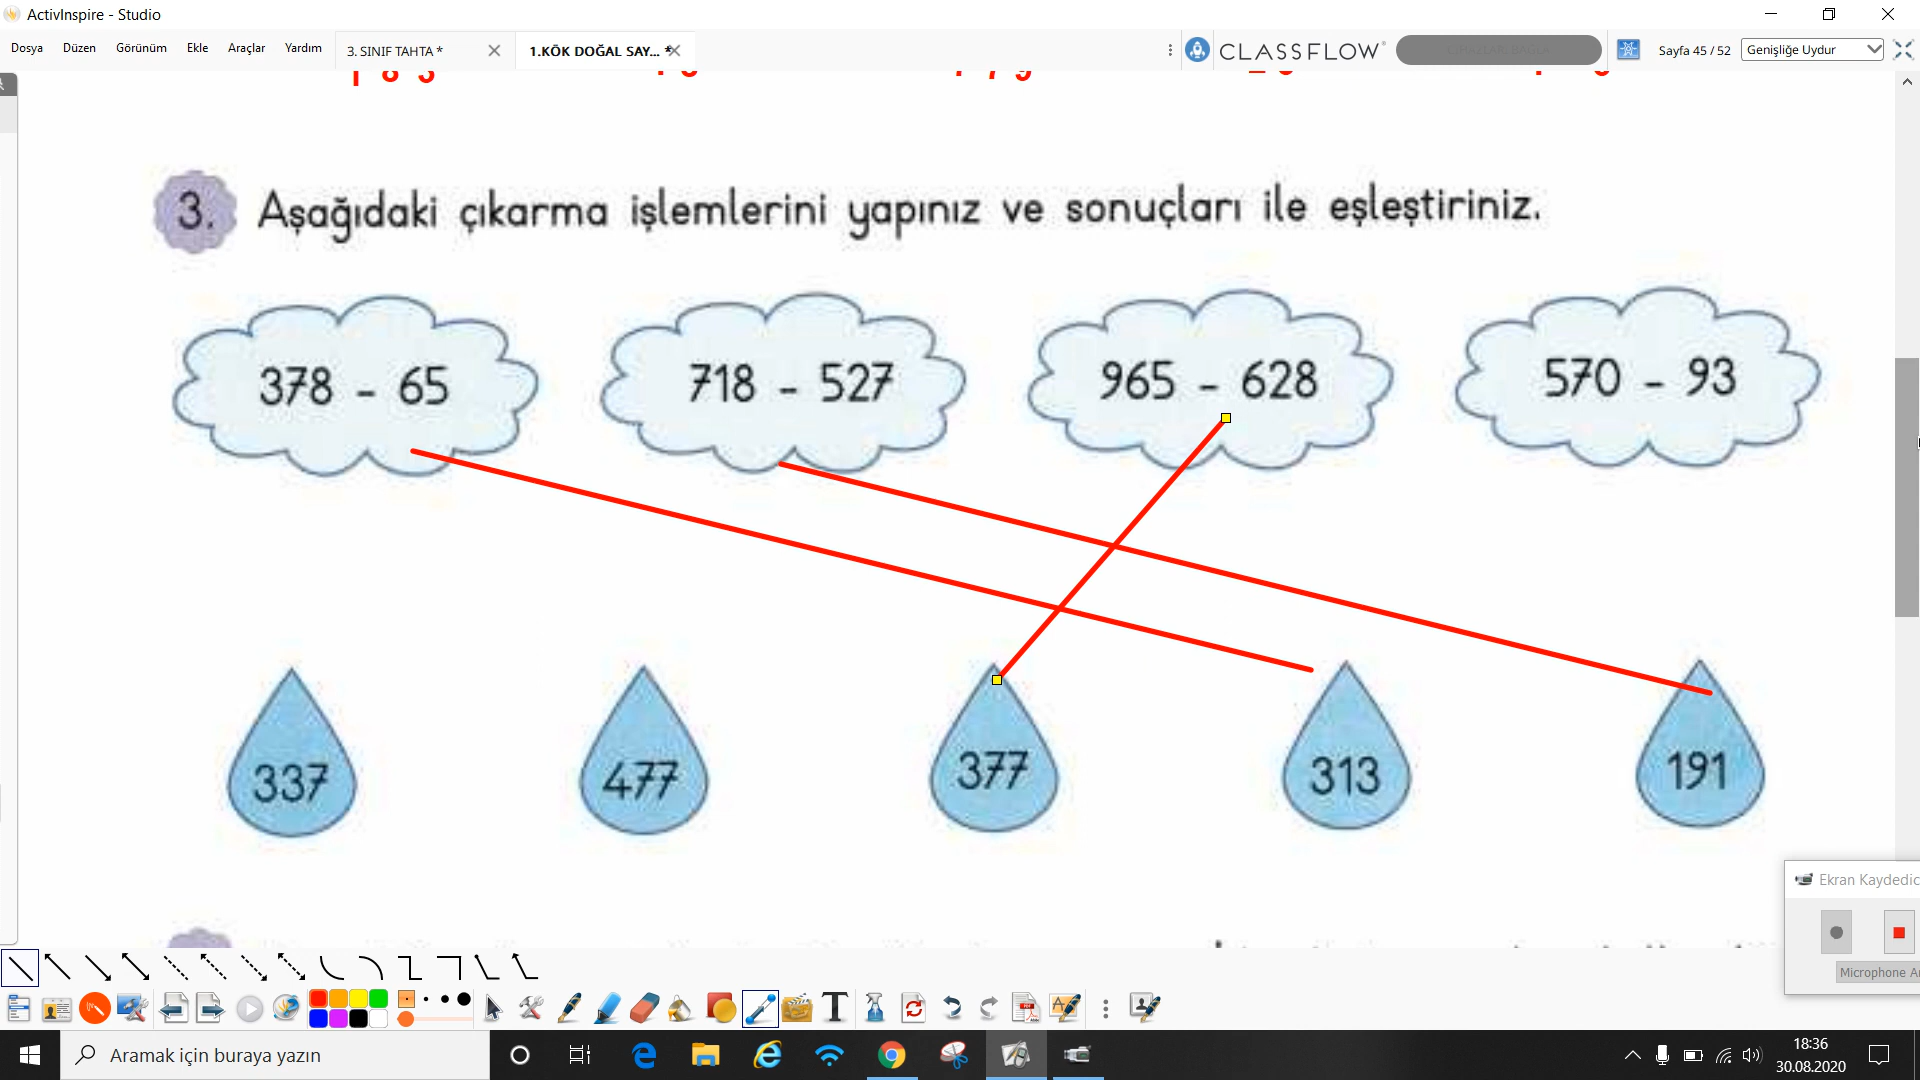 ActivInspire - Studio
Dosya Düzen Görünüm Ekle Araçlar Yardım
3. SINIF TAHTA *
1.KÖK DOĞAL SAY... *
CLASSFLOW
Sayfa 45 / 52
Genişliğe Uydur
3. Aşağıdaki çıkarma işlemlerini yapınız ve sonuçları ile eşleştiriniz.
378 - 65
718 - 527
965 - 628
570 - 93
337
477
377
313
191
Ekran Kaydedic
Microphone
T
Aramak için buraya yazın
18:36
30.08.2020